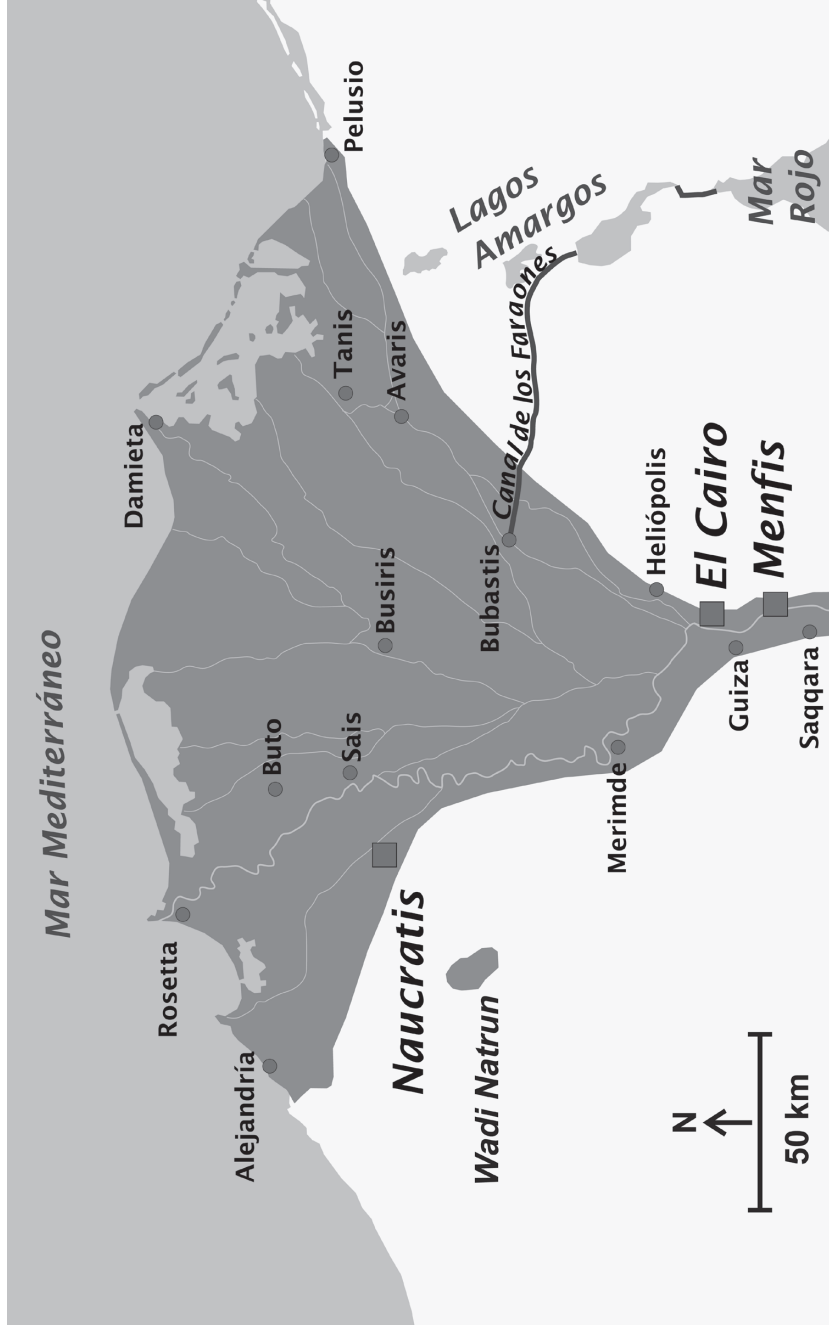 Mar Mediterráneo
Rosetta
Alejandría
Damieta
Buto
Sais
Naucratis
Wadi Natrun
Busiris
Tanis
Avaris
Pelusio
Lagos
Amargos
Canal de los Faraones
Bubastis
Merimde
Heliópolis
El Cairo
Menfis
Guiza
Saqqara
Mar
Rojo
N
50 km